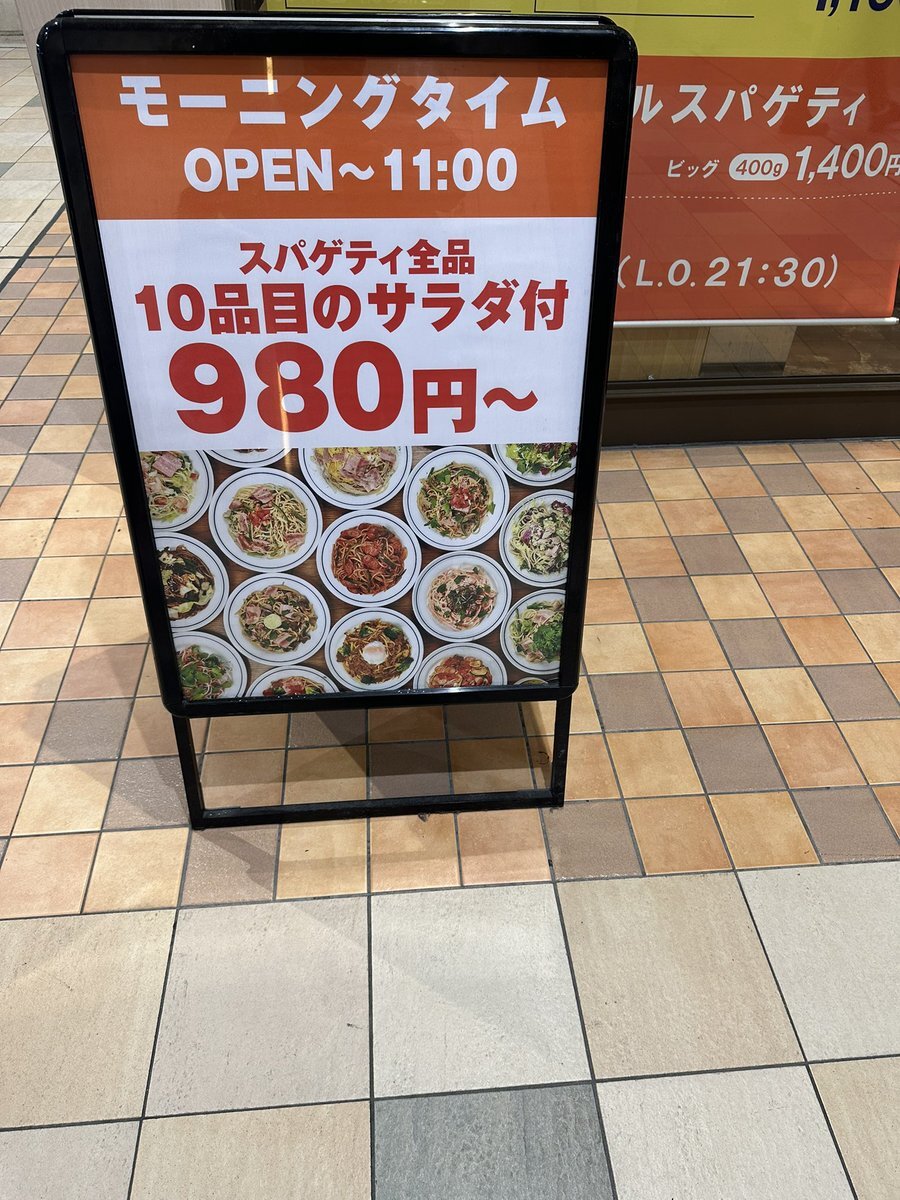 モーニングタイム
OPEN〜11:00
スパゲティ全品
10品目のサラダ付
980円〜
ルスパゲティ
ビッグ 400g 1,400円
(L.O.21:30)